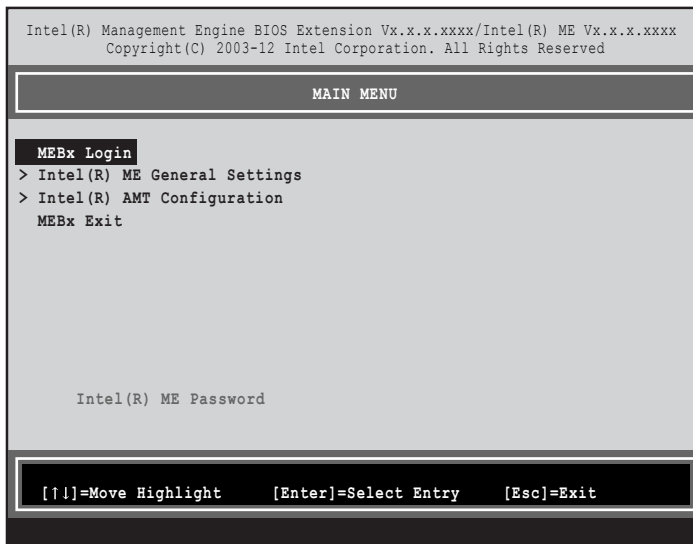 Intel(R) Management Engine BIOS Extension Vx.x.x.xxxx/Intel(R) ME Vx.x.x.xxxx
Copyright(C) 2003-12 Intel Corporation. All Rights Reserved
MAIN MENU
MEBx Login
> Intel(R) ME General Settings
> Intel(R) AMT Configuration
MEBx Exit
Intel(R) ME Password
[↑↓]=Move Highlight [Enter]=Select Entry [Esc]=Exit